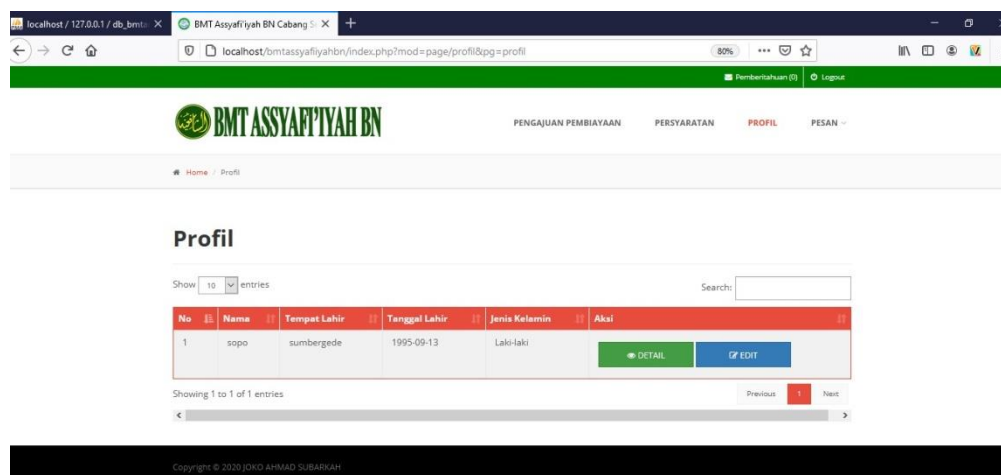 localhost / 127.0.0.1 / db_bmta
BMT Assyafi'iyah BN Cabang S
localhost/bmtassyafiiyahbn/index.php?mod=page/profil&pg=profil
80%
Pemberitahuan (0) Logout
BMT ASSYAFI'IYAH BN
PENGAJUAN PEMBIAYAAN PERSYARATAN PROFIL PESAN
Home / Profil
Profil
Show 10 entries Search:
No Nama Tempat Lahir Tanggal Lahir Jenis Kelamin Aksi
1 sopo sumbergede 1995-09-13 Laki-laki DETAIL EDIT
Showing 1 to 1 of 1 entries Previous 1 Next
Copyright © 2020 JOKO AHMAD SUBARKAH